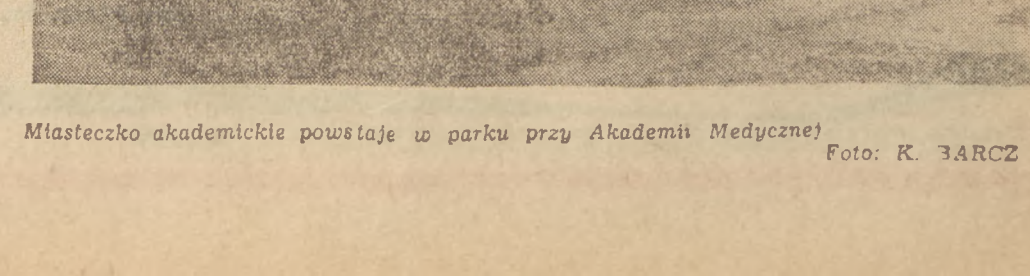 Miasteczko akademickie powstaje w parku przy Akademii Medycznej
Foto: K. BARCZ